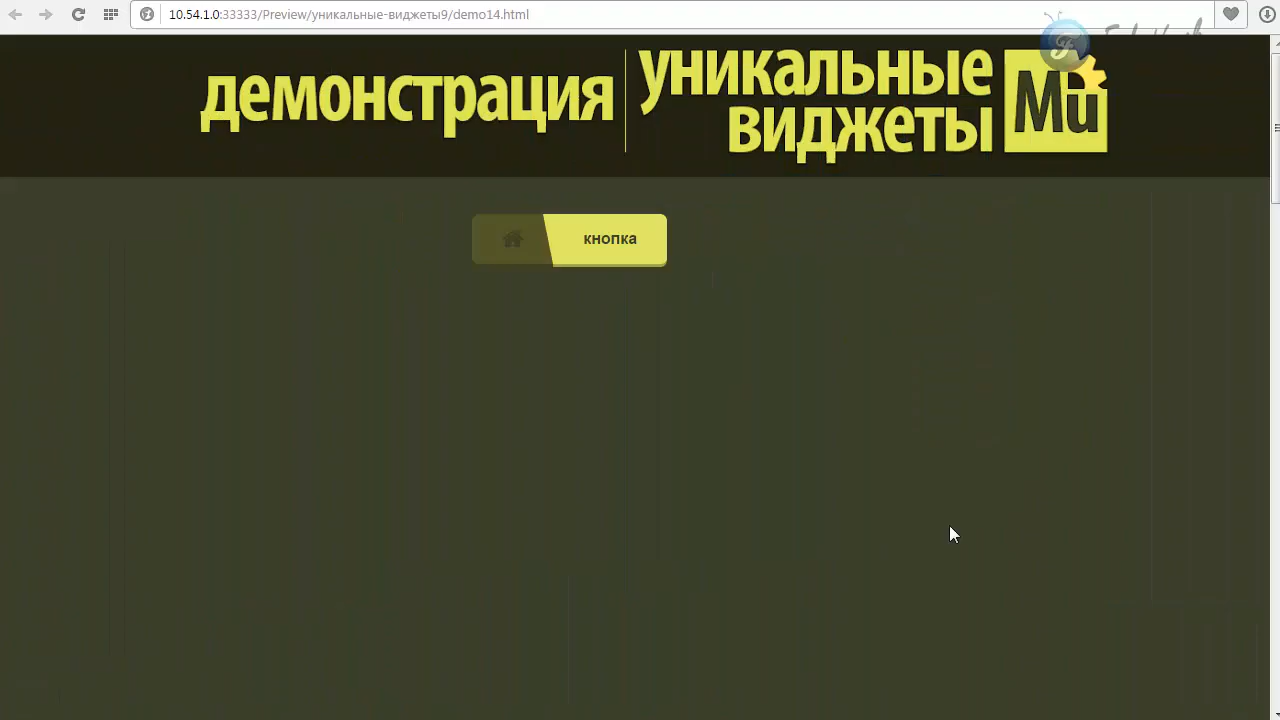 10.54.1.0:33333/Preview/уникальные-виджеты9/demo14.html
демонстрация
уникальные
виджеты
Mu
кнопка